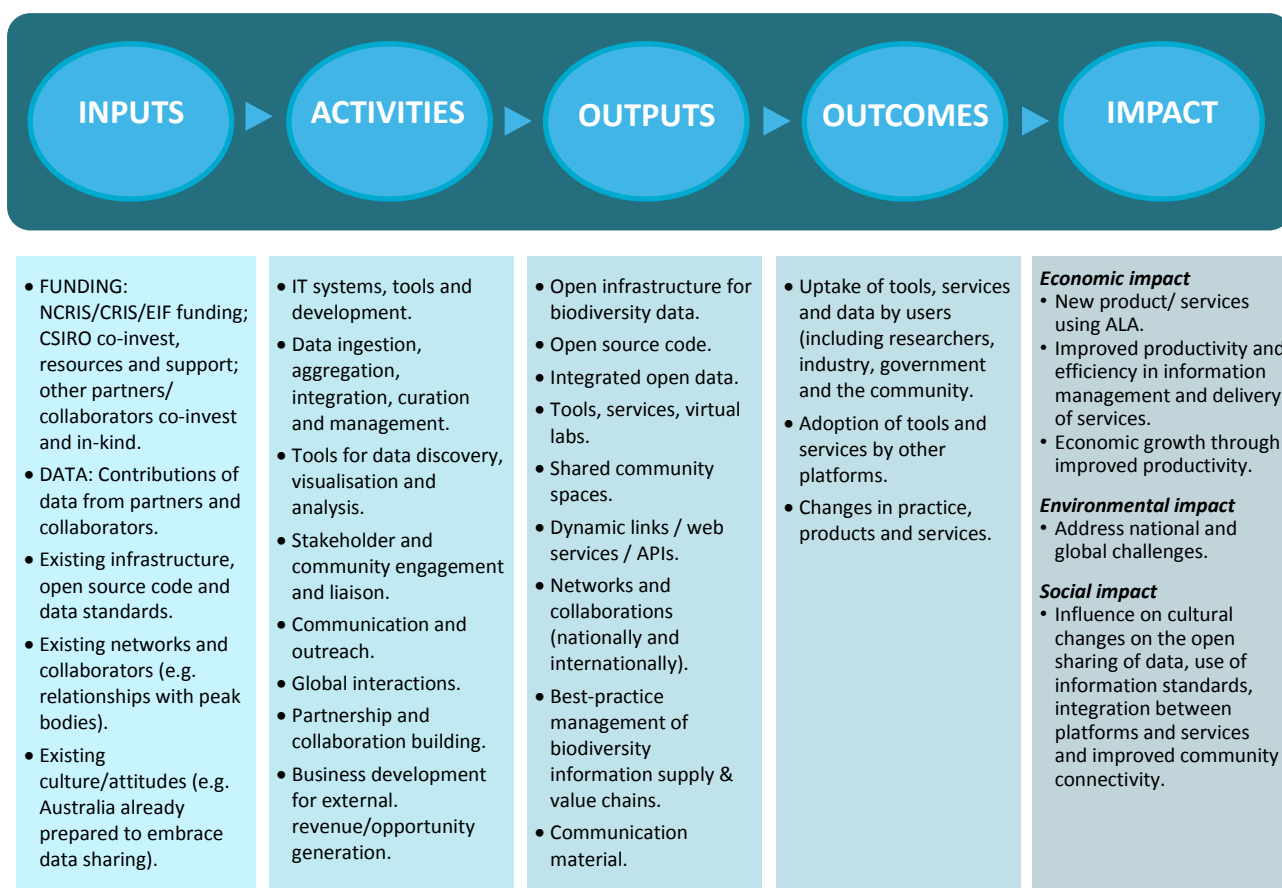 INPUTS
ACTIVITIES
OUTPUTS
OUTCOMES
IMPACT
• FUNDING:
NCRIS/CRIS/EIF funding;
CSIRO co-invest,
resources and support;
other partners/
collaborators co-invest
and in-kind.
• DATA: Contributions of
data from partners and
collaborators.
• Existing infrastructure,
open source code and
data standards.
• Existing networks and
collaborators (e.g.
relationships with peak
bodies).
• Existing
culture/attitudes (e.g.
Australia already
prepared to embrace
data sharing).
• IT systems, tools and
development.
• Data ingestion,
aggregation,
integration, curation
and management.
• Tools for data discovery,
visualisation and
analysis.
• Stakeholder and
community engagement
and liaison.
• Communication and
outreach.
• Global interactions.
• Partnership and
collaboration building.
• Business development
for external.
revenue/opportunity
generation.
• Open infrastructure for
biodiversity data.
• Open source code.
• Integrated open data.
• Tools, services, virtual
labs.
• Shared community
spaces.
• Dynamic links / web
services / APIs.
• Networks and
collaborations
(nationally and
internationally).
• Best-practice
management of
biodiversity
information supply &
value chains.
• Communication
material.
• Uptake of tools, services
and data by users
(including researchers,
industry, government
and the community.
• Adoption of tools and
services by other
platforms.
• Changes in practice,
products and services.
Economic impact
• New product/ services
using ALA.
• Improved productivity and
efficiency in information
management and delivery
of services.
• Economic growth through
improved productivity.
Environmental impact
• Address national and
global challenges.
Social impact
• Influence on cultural
changes on the open
sharing of data, use of
information standards,
integration between
platforms and services
and improved community
connectivity.